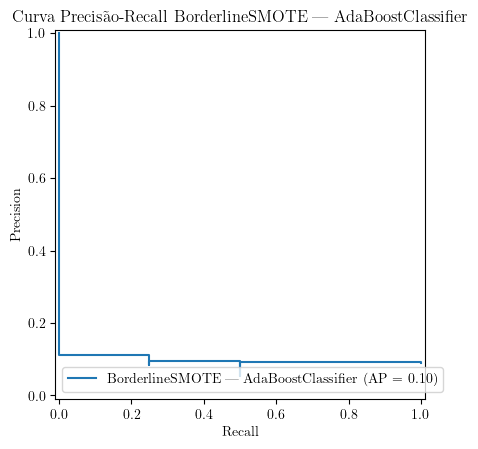 Curva Precisão-Recall BorderlineSMOTE — AdaBoostClassifier
1.0
0.8
0.6
0.4
0.2
0.0
Precision
BorderlineSMOTE — AdaBoostClassifier (AP = 0.10)
0.0 0.2 0.4 0.6 0.8 1.0
Recall